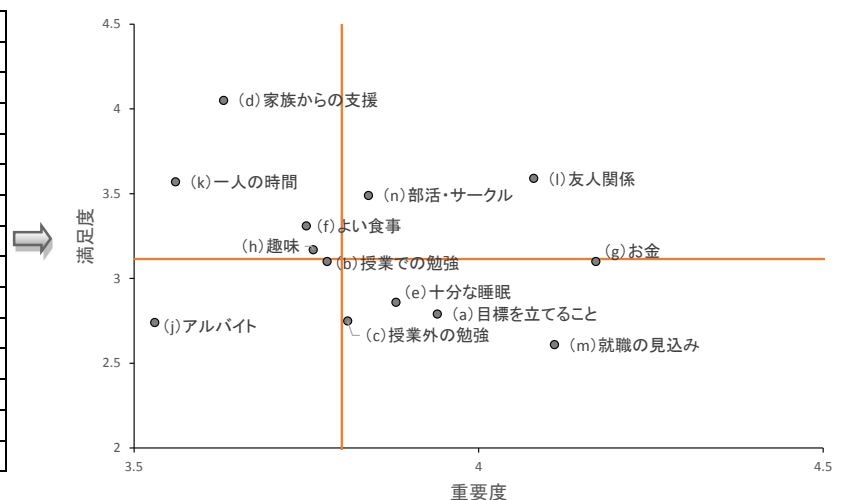 4.5
(d)家族からの支援
4
(k)一人の時間
(l)友人関係
3.5
(n)部活・サークル
(f)よい食事
満足度
(h)趣味
(g)お金
(b)授業での勉強
3
(e)十分な睡眠
(a)目標を立てること
(j)アルバイト
(c)授業外の勉強
(m)就職の見込み
2.5
2
3.5
4
4.5
重要度